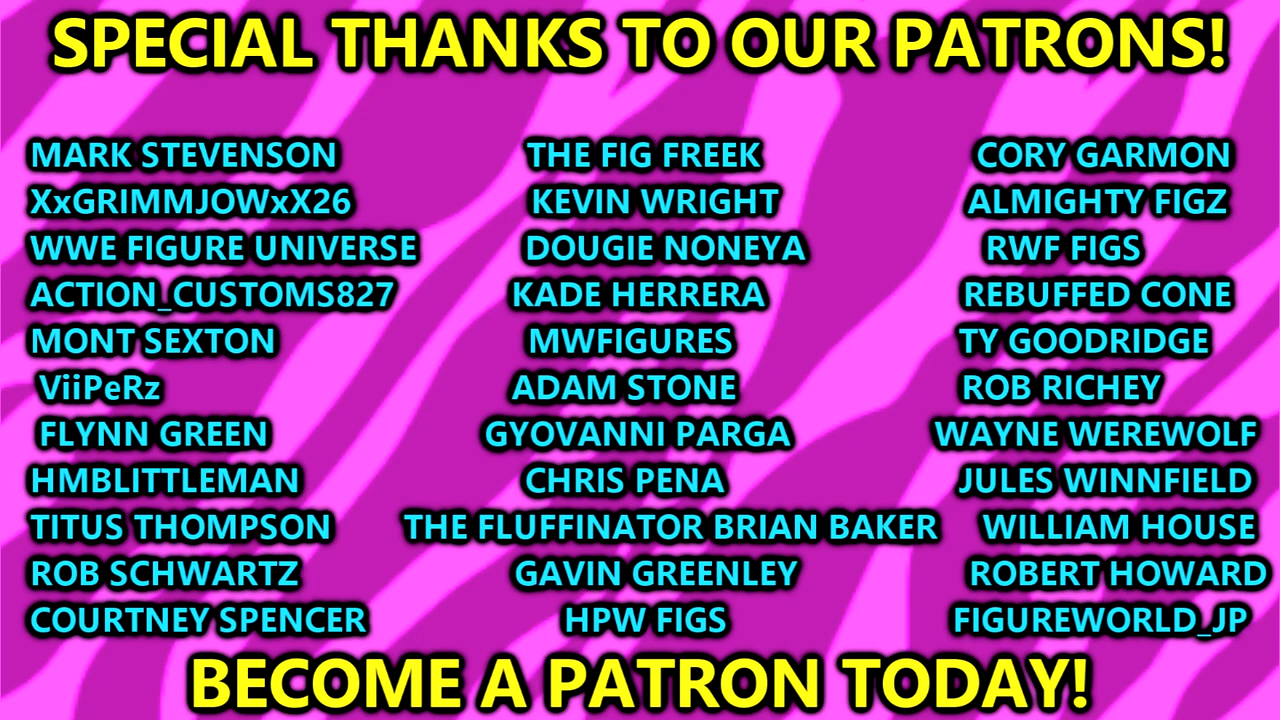 SPECIAL THANKS TO OUR PATRONS!
MARK STEVENSON THE FIG FREEK CORY GARMON
XxGRIMMJOWxX26 KEVIN WRIGHT ALMIGHTY FIGZ
WWE FIGURE UNIVERSE DOUGIE NONEYA RWF FIGS
ACTION_CUSTOMS827 KADE HERRERA REBUFFED CONE
MONT SEXTON MWFIGURES TY GOODRIDGE
ViiPeRz ADAM STONE ROB RICHEY
FLYNN GREEN GYOVANNI PARGA WAYNE WEREWOLF
HMBLITTLEMAN CHRIS PENA JULES WINNFIELD
TITUS THOMPSON THE FLUFFINATOR BRIAN BAKER WILLIAM HOUSE
ROB SCHWARTZ GAVIN GREENLEY ROBERT HOWARD
COURTNEY SPENCER HPW FIGS FIGUREWORLD_JP
BECOME A PATRON TODAY!